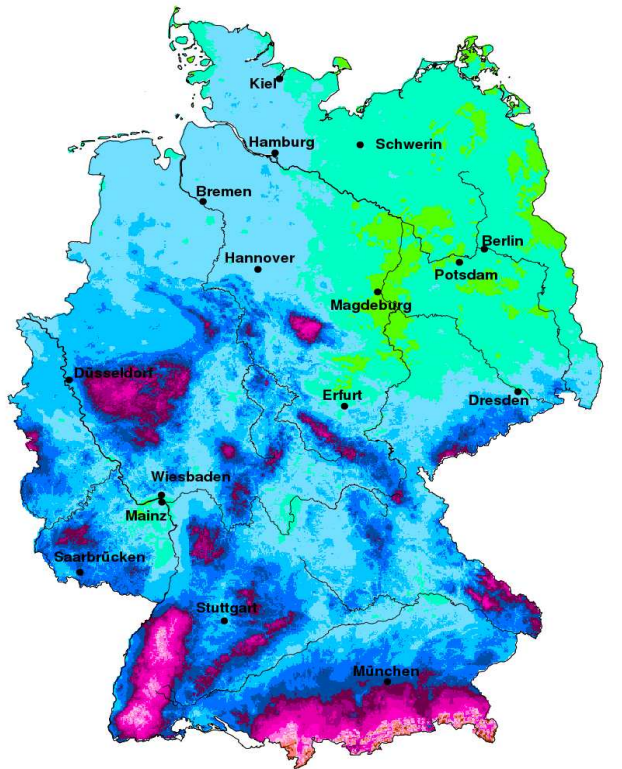 Kiel
Hamburg
Schwerin
Bremen
Berlin
Hannover
Potsdam
Magdeburg
Düsseldorf
Erfurt
Dresden
Wiesbaden
Mainz
Saarbrücken
Stuttgart
München